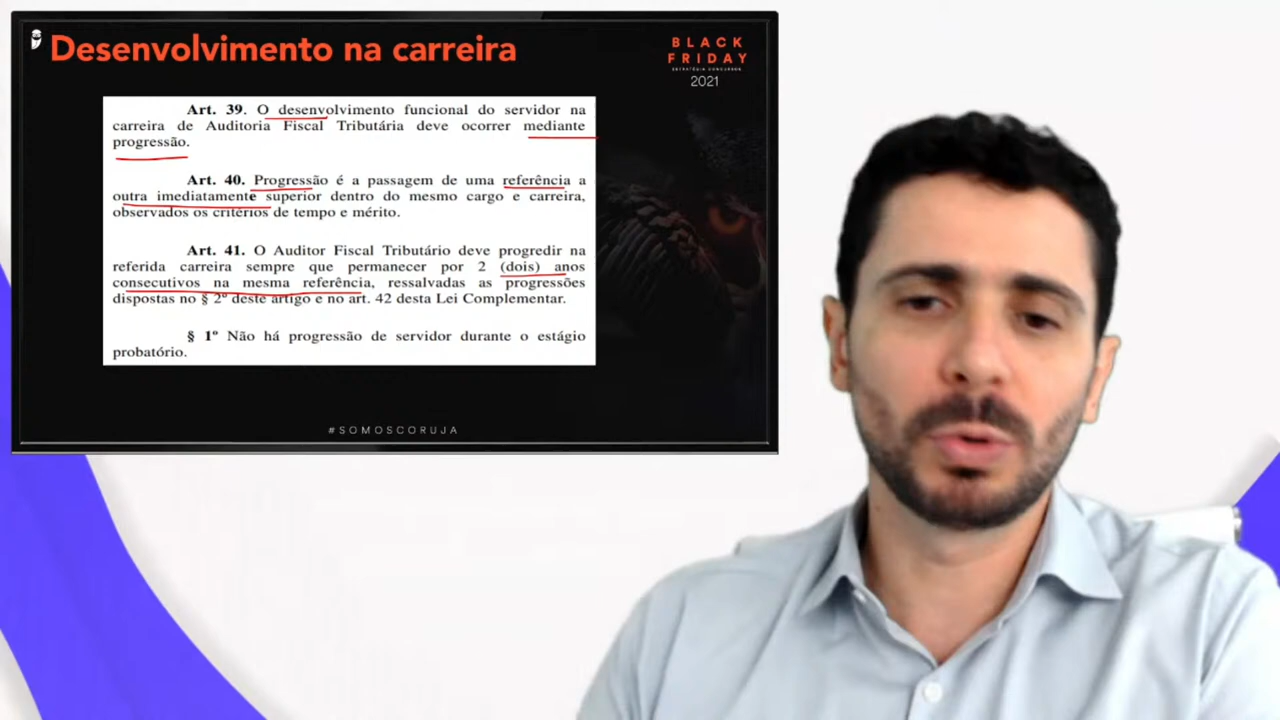 Desenvolvimento na carreira
BLACK
FRIDAY
ESTRATÉGIA CONCURSOS
2021
Art. 39. O desenvolvimento funcional do servidor na
carreira de Auditoria Fiscal Tributária deve ocorrer mediante
progressão.
Art. 40. Progressão é a passagem de uma referência a
outra imediatamente superior dentro do mesmo cargo e carreira,
observados os critérios de tempo e mérito.
Art. 41. O Auditor Fiscal Tributário deve progredir na
referida carreira sempre que permanecer por 2 (dois) anos
consecutivos na mesma referência, ressalvadas as progressões
dispostas no § 2º deste artigo e no art. 42 desta Lei Complementar.
§ 1º Não há progressão de servidor durante o estágio
probatório.
#SOMOSCORUJA